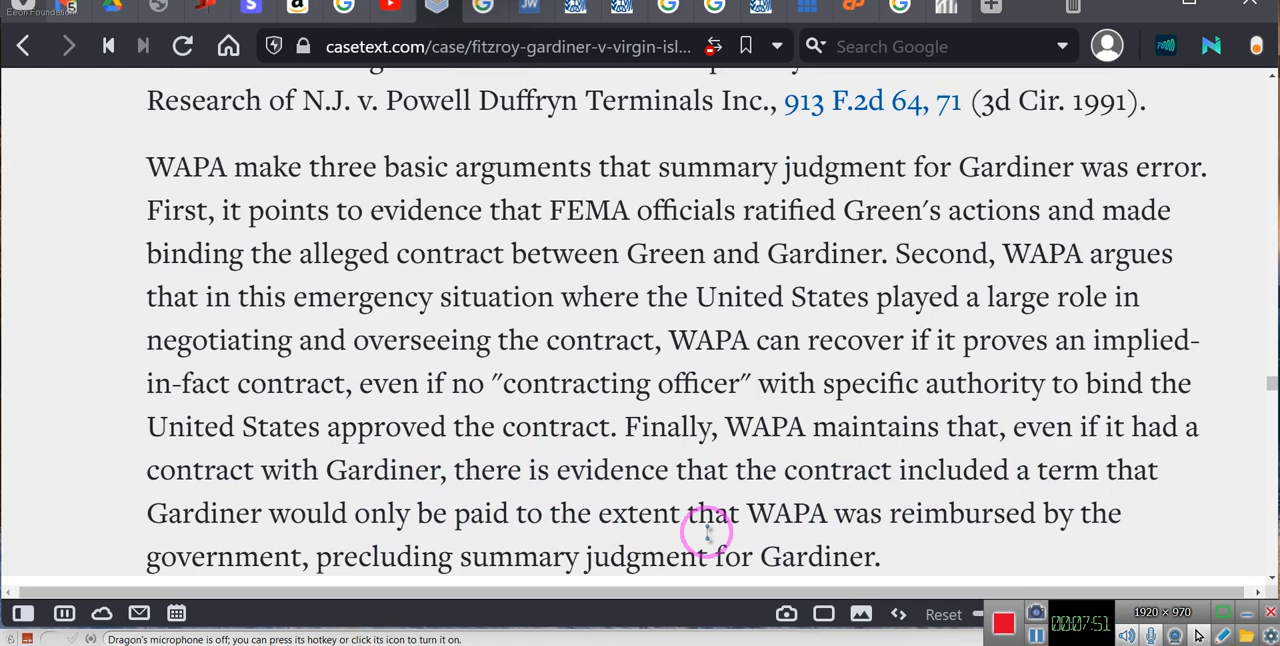 Eeon Foundation
casetext.com/case/fitzroy-gardiner-v-virgin-isl...
Search Google
Research of N.J. v. Powell Duffryn Terminals Inc., 913 F.2d 64, 71 (3d Cir. 1991).
WAPA make three basic arguments that summary judgment for Gardiner was error.
First, it points to evidence that FEMA officials ratified Green's actions and made
binding the alleged contract between Green and Gardiner. Second, WAPA argues
that in this emergency situation where the United States played a large role in
negotiating and overseeing the contract, WAPA can recover if it proves an implied-
in-fact contract, even if no "contracting officer" with specific authority to bind the
United States approved the contract. Finally, WAPA maintains that, even if it had a
contract with Gardiner, there is evidence that the contract included a term that
Gardiner would only be paid to the extent that WAPA was reimbursed by the
government, precluding summary judgment for Gardiner.
Reset
00:07:51
1920 × 970
Dragon's microphone is off; you can press its hotkey or click its icon to turn it on.